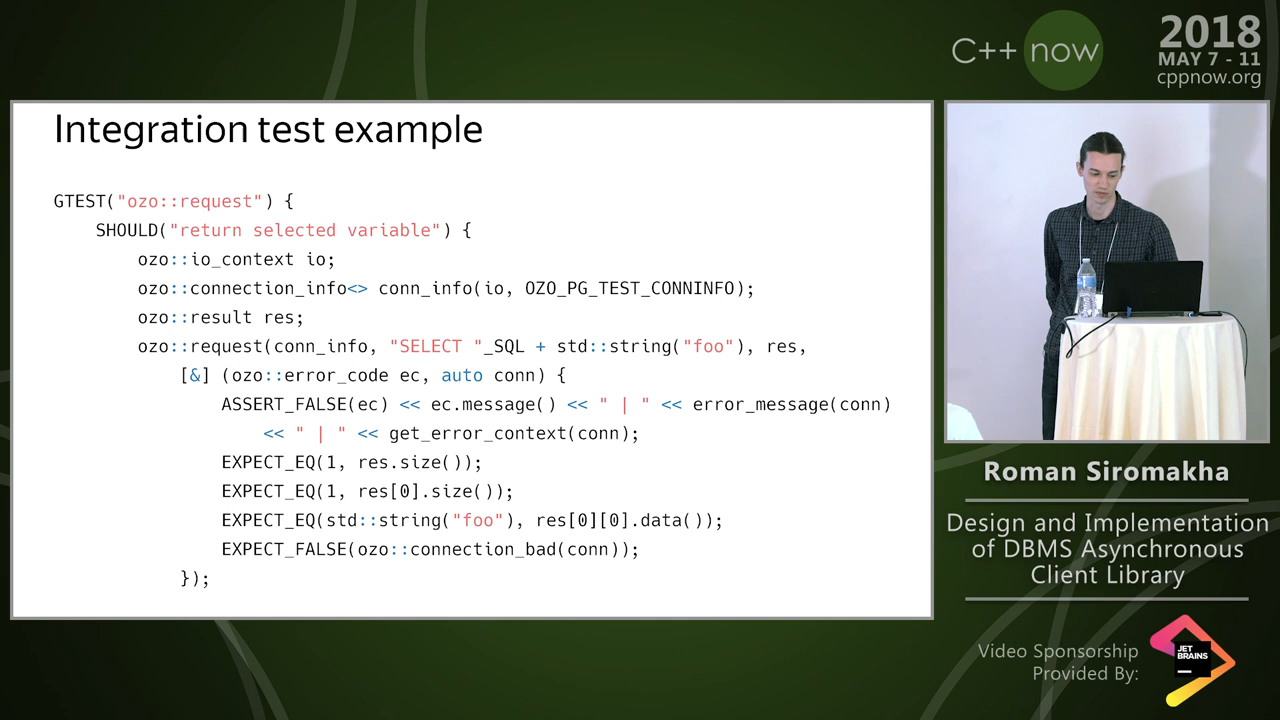 C++ now
2018
MAY 7 - 11
cppnow.org
Integration test example
GTEST("ozo::request") {
    SHOULD("return selected variable") {
        ozo::io_context io;
        ozo::connection_info<> conn_info(io, OZO_PG_TEST_CONNINFO);
        ozo::result res;
        ozo::request(conn_info, "SELECT "_SQL + std::string("foo"), res,
            [&] (ozo::error_code ec, auto conn) {
                ASSERT_FALSE(ec) << ec.message() << " | " << error_message(conn)
                    << " | " << get_error_context(conn);
                EXPECT_EQ(1, res.size());
                EXPECT_EQ(1, res[0].size());
                EXPECT_EQ(std::string("foo"), res[0][0].data());
                EXPECT_FALSE(ozo::connection_bad(conn));
            });
Roman Siromakha
Design and Implementation
of DBMS Asynchronous
Client Library
Video Sponsorship
Provided By:
JET
BRAINS